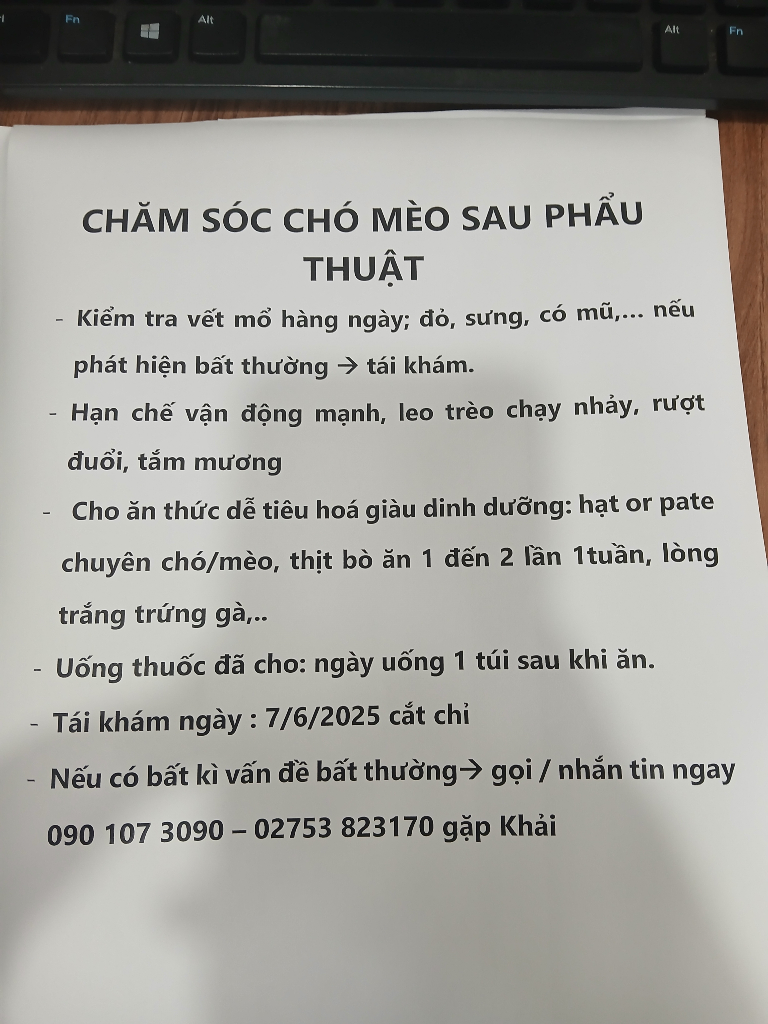 Fn
Alt
Alt
Fn
CHĂM SÓC CHÓ MÈO SAU PHẨU
THUẬT
- Kiểm tra vết mổ hàng ngày; đỏ, sưng, có mũ,... nếu
phát hiện bất thường → tái khám.
- Hạn chế vận động mạnh, leo trèo chạy nhảy, rượt
đuổi, tắm mương
- Cho ăn thức dễ tiêu hoá giàu dinh dưỡng: hạt or pate
chuyên chó/mèo, thịt bò ăn 1 đến 2 lần 1tuần, lòng
trắng trứng gà,..
- Uống thuốc đã cho: ngày uống 1 túi sau khi ăn.
- Tái khám ngày : 7/6/2025 cắt chỉ
- Nếu có bất kì vấn đề bất thường→ gọi / nhắn tin ngay
090 107 3090 – 02753 823170 gặp Khải